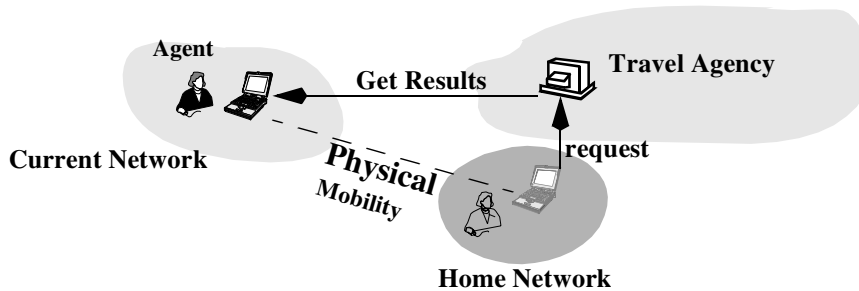 Agent
Travel Agency
Get Results
Current Network
request
Physical
Mobility
Home Network